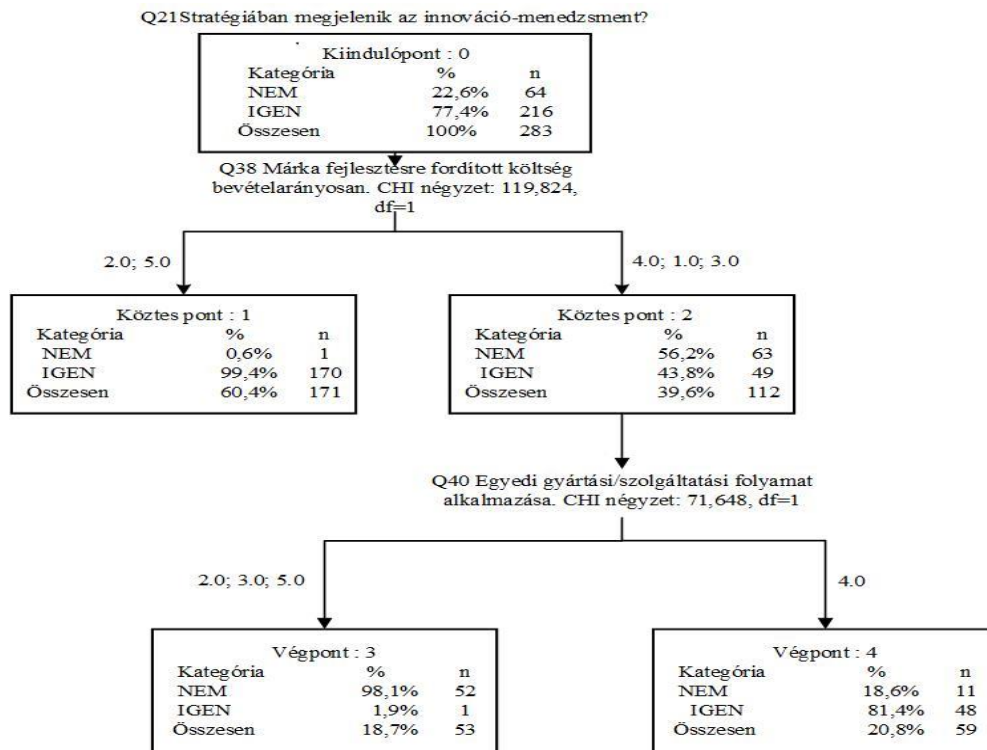 Q21Stratégiában megjelenik az innováció-menedzsment?
Kiindulópont : 0
Kategória % n
NEM 22,6% 64
IGEN 77,4% 216
Összesen 100% 283
Q38 Márka fejlesztésre fordított költség
bevételarányosan. CHI négyzet: 119,824,
df=1
2.0; 5.0
4.0; 1.0; 3.0
Köztes pont : 1
Kategória % n
NEM 0,6% 1
IGEN 99,4% 170
Összesen 60,4% 171
Köztes pont : 2
Kategória % n
NEM 56,2% 63
IGEN 43,8% 49
Összesen 39,6% 112
Q40 Egyedi gyártási/szolgáltatási folyamat
alkalmazása. CHI négyzet: 71,648, df=1
2.0; 3.0; 5.0
4.0
Végpont : 3
Kategória % n
NEM 98,1% 52
IGEN 1,9% 1
Összesen 18,7% 53
Végpont : 4
Kategória % n
NEM 18,6% 11
IGEN 81,4% 48
Összesen 20,8% 59